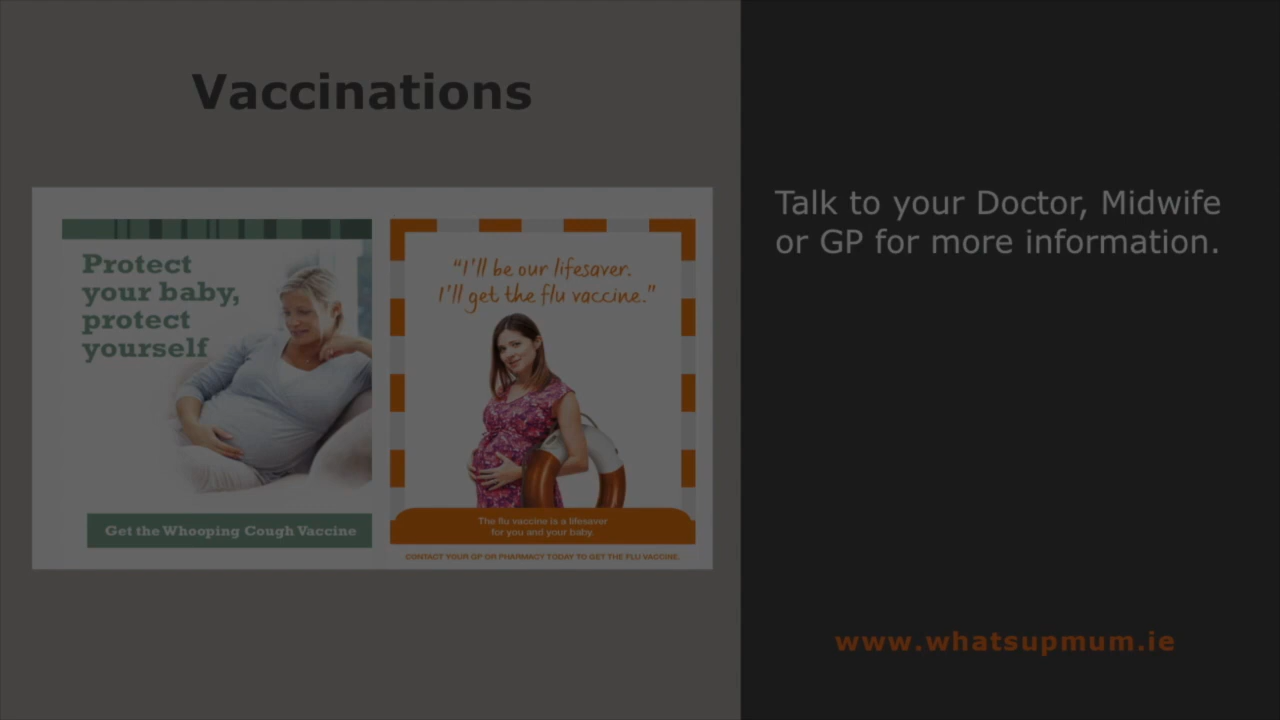 Vaccinations
Protect
your baby,
protect
yourself
Get the Whooping Cough Vaccine
“I'll be our lifesaver.
I'll get the flu vaccine.”
The flu vaccine is a lifesaver
for you and your baby.
CONTACT YOUR GP OR PHARMACY TODAY TO GET THE FLU VACCINE.
Talk to your Doctor, Midwife
or GP for more information.
www.whatsupmum.ie